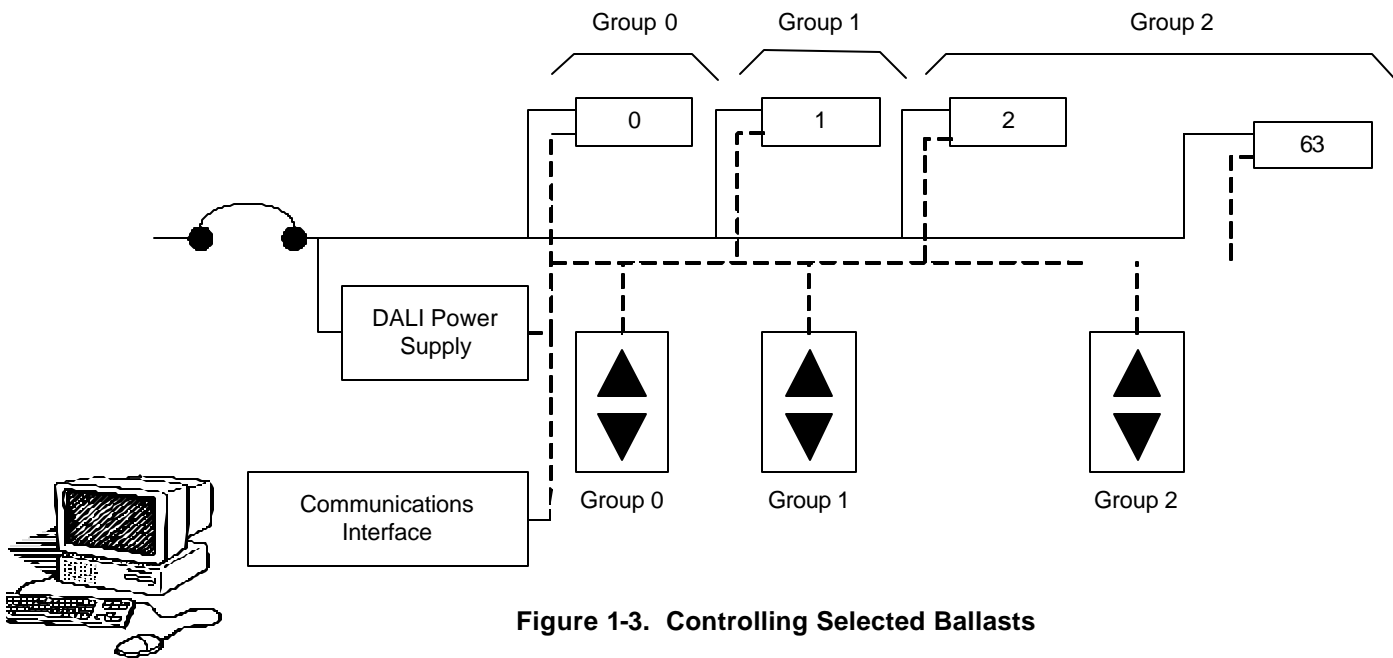 Group 0
Group 1
Group 2
0
1
2
63
DALI Power
Supply
Communications
Interface
Group 0
Group 1
Group 2
Figure 1-3. Controlling Selected Ballasts